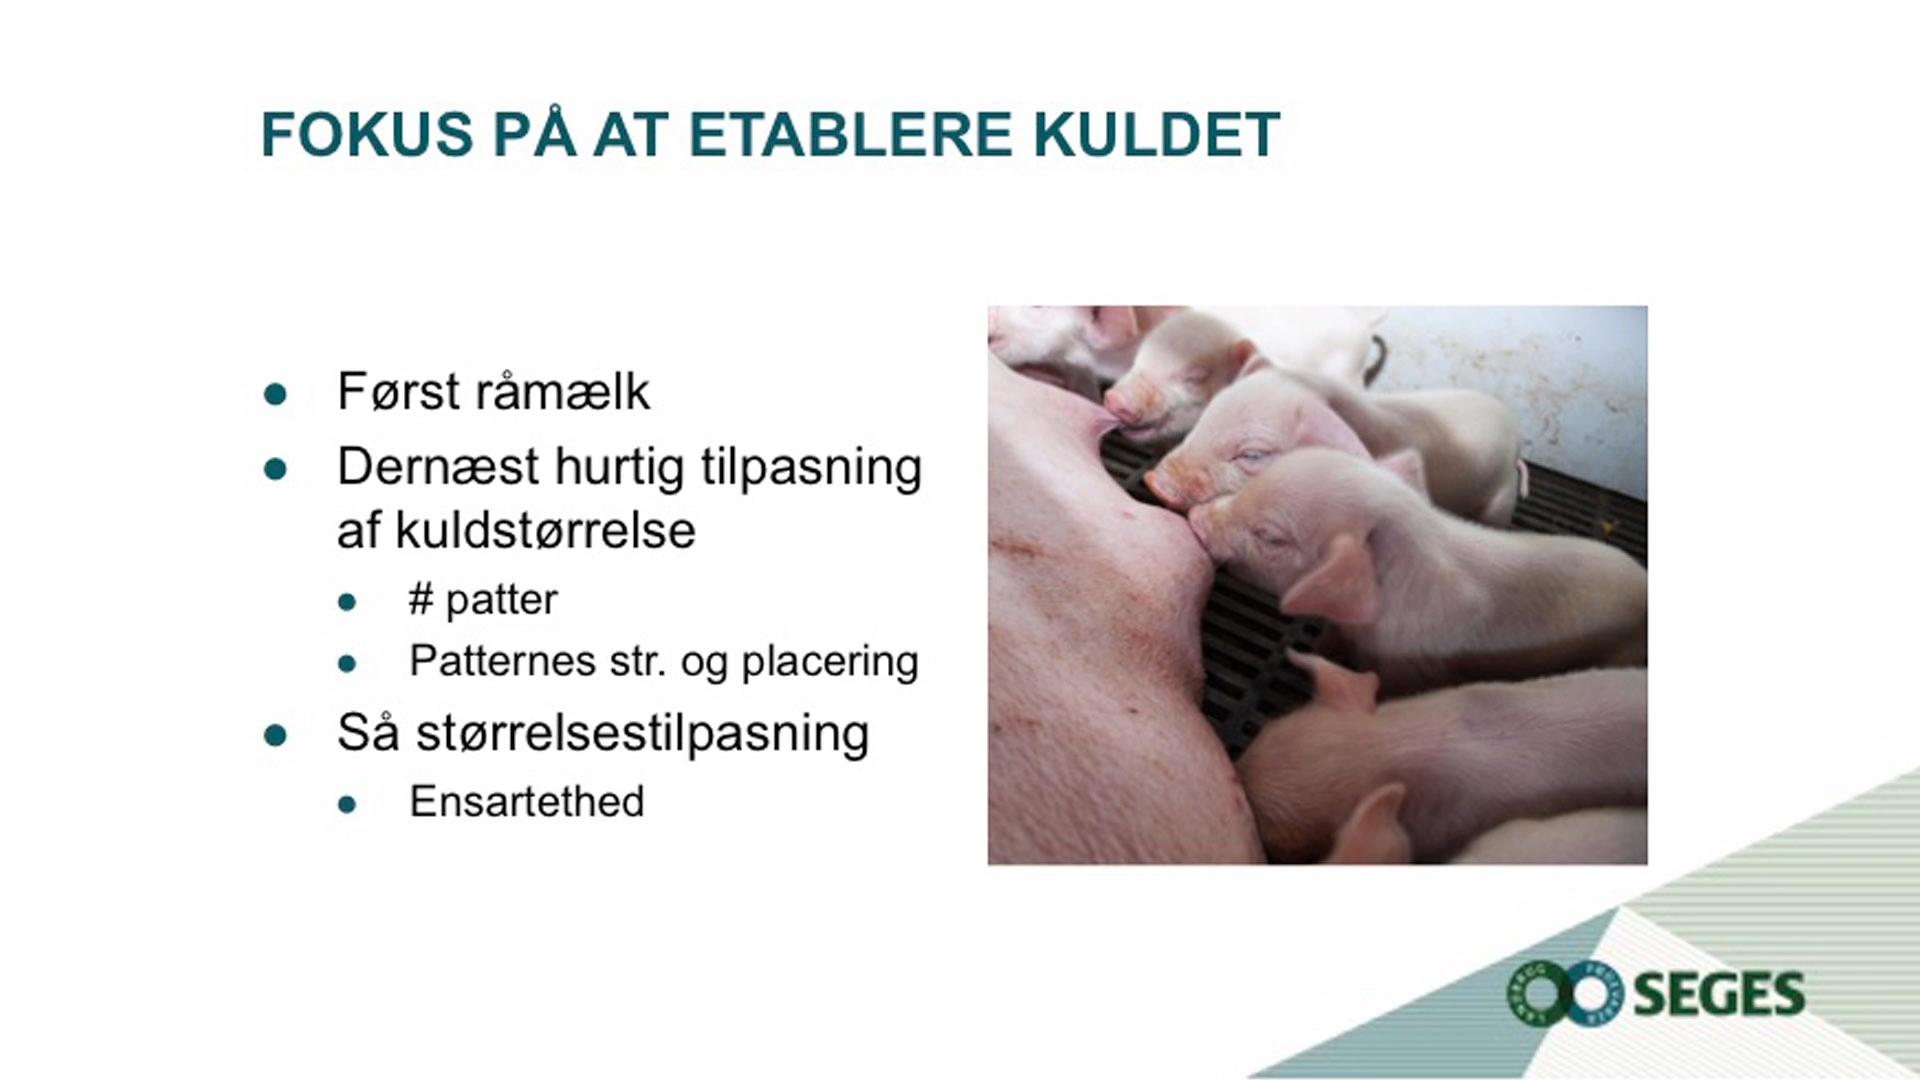 FOKUS PÅ AT ETABLERE KULDET
Først råmælk
Dernæst hurtig tilpasning
af kuldstørrelse
# patter
Patternes str. og placering
Så størrelsestilpasning
Ensartethed
SEGES